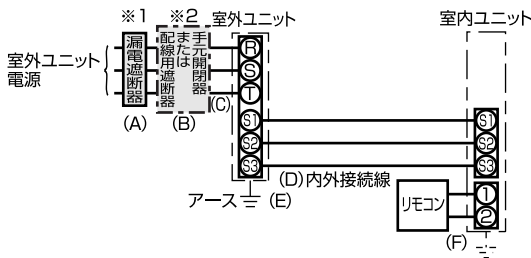 ※1
※2
室外ユニット
室内ユニット
室外ユニット
電源
漏電遮断器
手元開閉器
または
配線用遮断器
R
S
T
S1
S2
S3
S1
S2
S3
(A)
(B)
(C)
(D)内外接続線
アース
(E)
リモコン
1
2
(F)